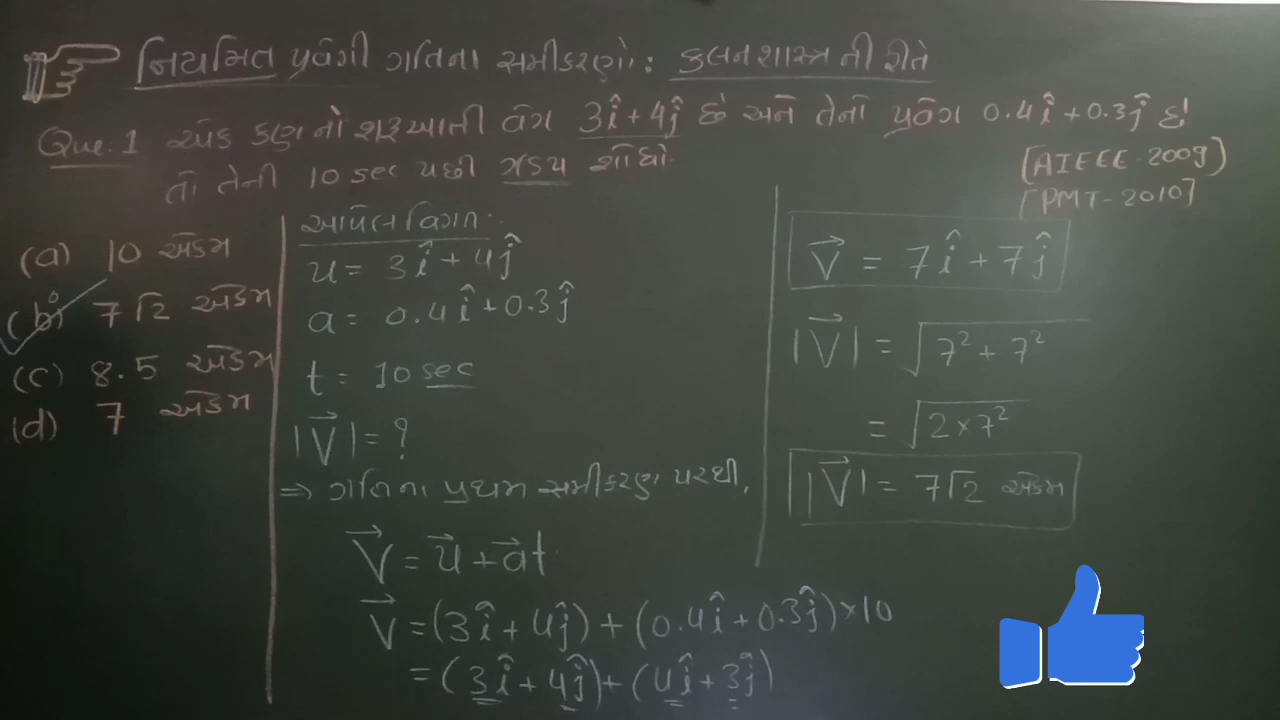 નિયમિત પ્રવેગી ગતિના સમીકરણો : કલનશાસ્ત્ર ની રીતે
Que. 1 એક કણ નો શરૂઆતી વેગ 3î + 4ĵ છે અને તેનો પ્રવેગ 0.4î + 0.3ĵ છે
તો તેની 10 sec પછી ઝડપ શોધો.
[AIEEE - 2009]
[PMT - 2010]
(a) 10 એકમ
(b) 7√2 એકમ
(c) 8.5 એકમ
(d) 7 એકમ
આપેલ વિગત :
u = 3î + 4ĵ
a = 0.4î + 0.3ĵ
t = 10 sec
|V⃗| = ?
⇒ ગતિના પ્રથમ સમીકરણ પરથી,
V⃗ = u⃗ + a⃗t
V⃗ = (3î + 4ĵ) + (0.4î + 0.3ĵ) × 10
= (3î + 4ĵ) + (4î + 3ĵ)
V⃗ = 7î + 7ĵ
|V⃗| = √7² + 7²
= √2 × 7²
|V⃗| = 7√2 એકમ